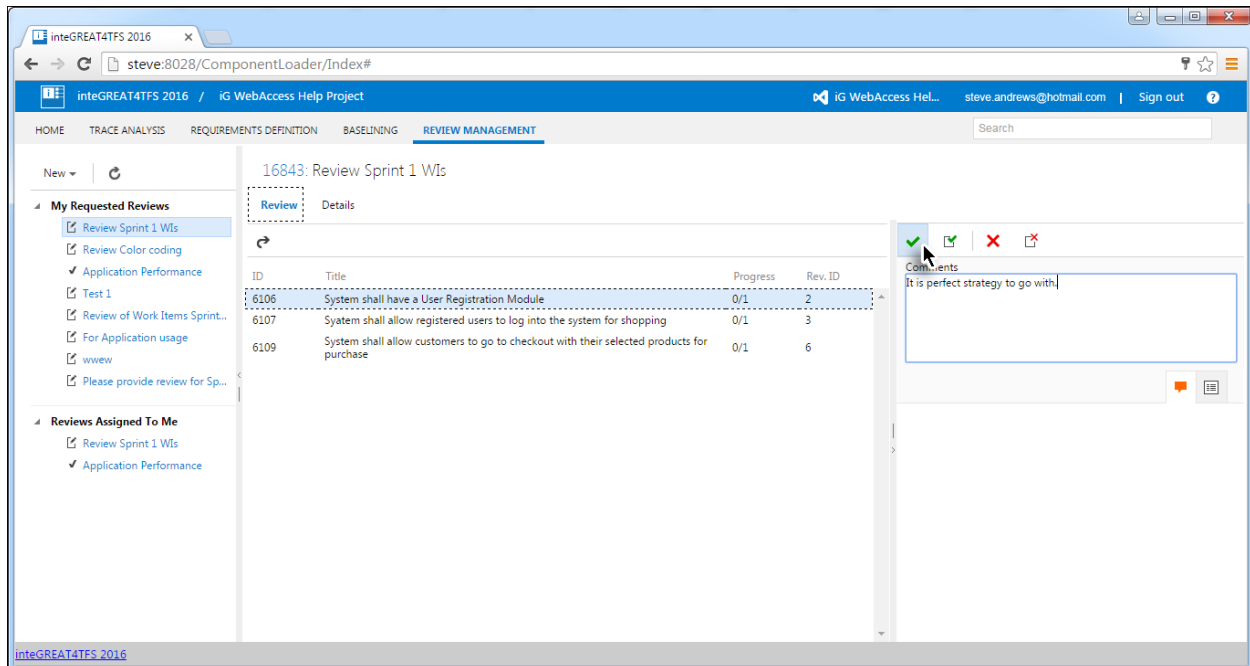 inteGREAT4TFS 2016
steve:8028/ComponentLoader/Index#
inteGREAT4TFS 2016 / iG WebAccess Help Project
iG WebAccess Hel... steve.andrews@hotmail.com | Sign out ?
HOME TRACE ANALYSIS REQUIREMENTS DEFINITION BASELINING REVIEW MANAGEMENT
Search
New
My Requested Reviews
Review Sprint 1 WIs
Review Color coding
Application Performance
Test 1
Review of Work Items Sprint...
For Application usage
wwew
Please provide review for Sp...
Reviews Assigned To Me
Review Sprint 1 WIs
Application Performance
16843: Review Sprint 1 WIs
Review Details
ID Title Progress Rev. ID
6106 System shall have a User Registration Module 0/1 2
6107 Syatem shall allow registered users to log into the system for shopping 0/1 3
6109 System shall allow customers to go to checkout with their selected products for purchase 0/1 6
Comments
It is perfect strategy to go with.
inteGREAT4TFS 2016